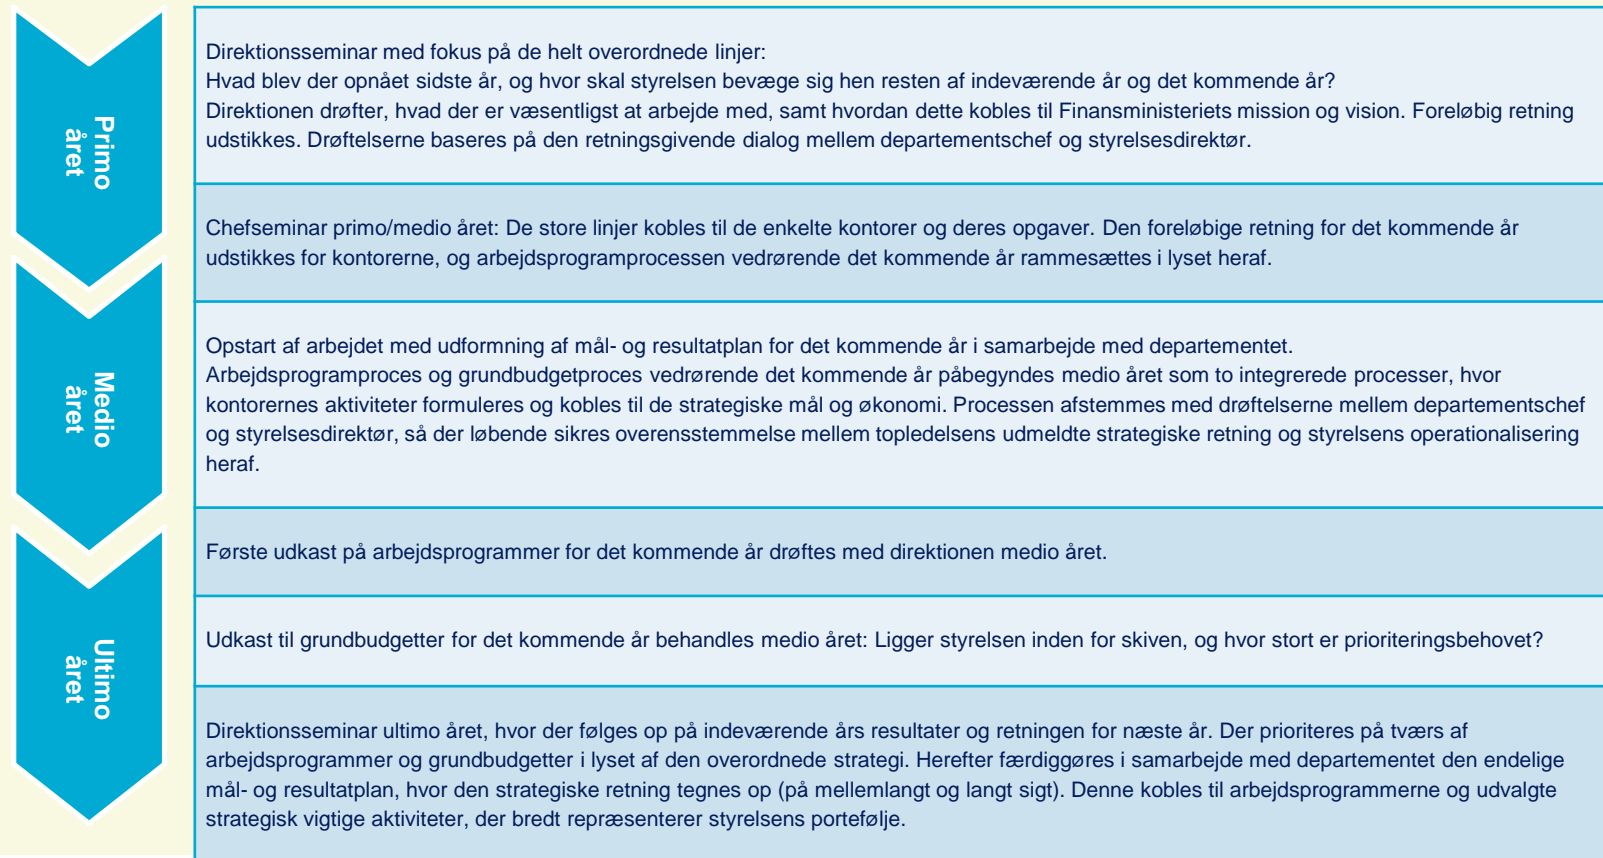 Primo
året
Direktionsseminar med fokus på de helt overordnede linjer:
Hvad blev der opnået sidste år, og hvor skal styrelsen bevæge sig hen resten af indeværende år og det kommende år?
Direktionen drøfter, hvad der er væsentligst at arbejde med, samt hvordan dette kobles til Finansministeriets mission og vision. Foreløbig retning
udstikkes. Drøftelserne baseres på den retningsgivende dialog mellem departementschef og styrelsesdirektør.
Chefseminar primo/medio året: De store linjer kobles til de enkelte kontorer og deres opgaver. Den foreløbige retning for det kommende år
udstikkes for kontorerne, og arbejdsprogramprocessen vedrørende det kommende år rammesættes i lyset heraf.
Medio
året
Opstart af arbejdet med udformning af mål- og resultatplan for det kommende år i samarbejde med departementet.
Arbejdsprogramproces og grundbudgetproces vedrørende det kommende år påbegyndes medio året som to integrerede processer, hvor
kontorernes aktiviteter formuleres og kobles til de strategiske mål og økonomi. Processen afstemmes med drøftelserne mellem departementschef
og styrelsesdirektør, så der løbende sikres overensstemmelse mellem topledelsens udmeldte strategiske retning og styrelsens operationalisering
heraf.
Første udkast på arbejdsprogrammer for det kommende år drøftes med direktionen medio året.
Ultimo
året
Udkast til grundbudgetter for det kommende år behandles medio året: Ligger styrelsen inden for skiven, og hvor stort er prioriteringsbehovet?
Direktionsseminar ultimo året, hvor der følges op på indeværende års resultater og retningen for næste år. Der prioriteres på tværs af
arbejdsprogrammer og grundbudgetter i lyset af den overordnede strategi. Herefter færdiggøres i samarbejde med departementet den endelige
mål- og resultatplan, hvor den strategiske retning tegnes op (på mellemlangt og langt sigt). Denne kobles til arbejdsprogrammerne og udvalgte
strategisk vigtige aktiviteter, der bredt repræsenterer styrelsens portefølje.